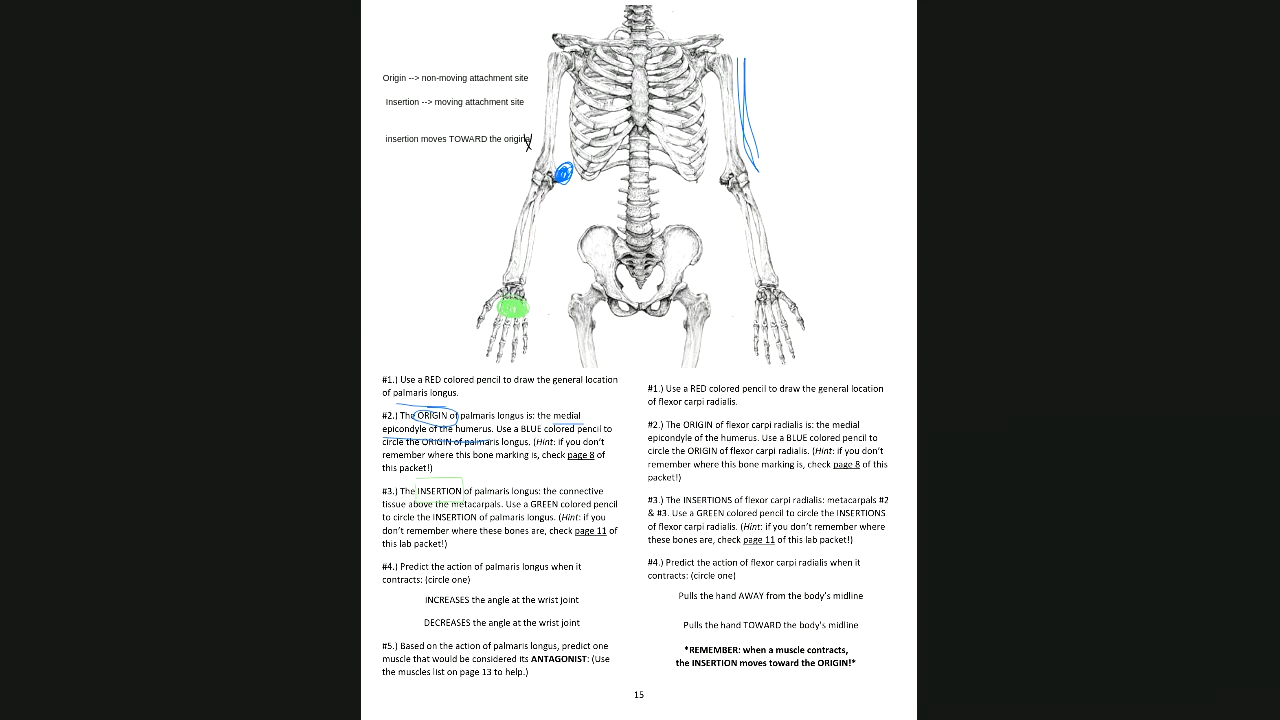 Origin --> non-moving attachment site
Insertion --> moving attachment site
insertion moves TOWARD the origin
#1.) Use a RED colored pencil to draw the general location
of palmaris longus.
#2.) The ORIGIN of palmaris longus is: the medial
epicondyle of the humerus. Use a BLUE colored pencil to
circle the ORIGIN of palmaris longus. (Hint: if you don't
remember where this bone marking is, check page 8 of
this packet!)
#3.) The INSERTION of palmaris longus: the connective
tissue above the metacarpals. Use a GREEN colored pencil
to circle the INSERTION of palmaris longus. (Hint: if you
don't remember where these bones are, check page 11 of
this lab packet!)
#4.) Predict the action of palmaris longus when it
contracts: (circle one)
INCREASES the angle at the wrist joint
DECREASES the angle at the wrist joint
#5.) Based on the action of palmaris longus, predict one
muscle that would be considered its ANTAGONIST: (Use
the muscles list on page 13 to help.)
#1.) Use a RED colored pencil to draw the general location
of flexor carpi radialis.
#2.) The ORIGIN of flexor carpi radialis is: the medial
epicondyle of the humerus. Use a BLUE colored pencil to
circle the ORIGIN of flexor carpi radialis. (Hint: if you don't
remember where this bone marking is, check page 8 of this
packet!)
#3.) The INSERTIONS of flexor carpi radialis: metacarpals #2
& #3. Use a GREEN colored pencil to circle the INSERTIONS
of flexor carpi radialis. (Hint: if you don't remember where
these bones are, check page 11 of this lab packet!)
#4.) Predict the action of flexor carpi radialis when it
contracts: (circle one)
Pulls the hand AWAY from the body's midline
Pulls the hand TOWARD the body's midline
*REMEMBER: when a muscle contracts,
the INSERTION moves toward the ORIGIN!*
15